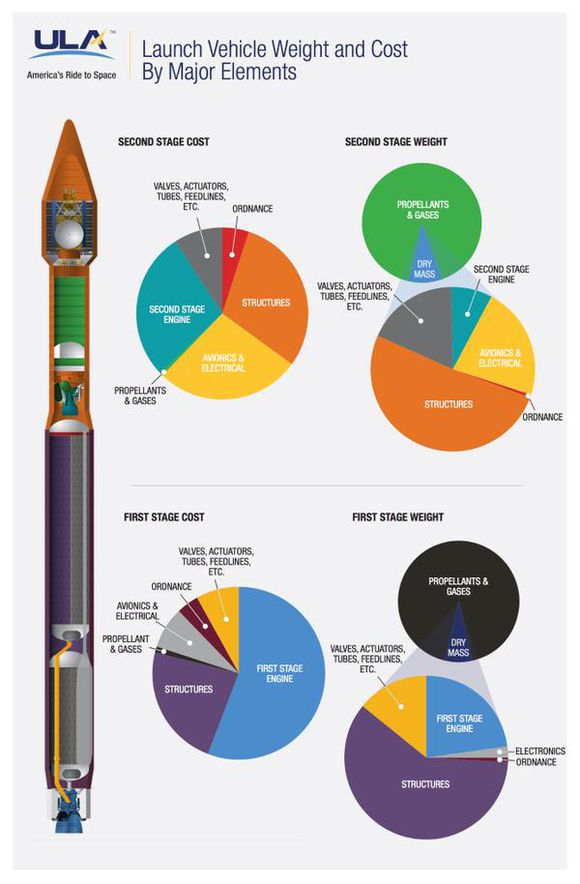 ULA™
America's Ride to Space
Launch Vehicle Weight and Cost
By Major Elements
SECOND STAGE COST
VALVES, ACTUATORS,
TUBES, FEEDLINES,
ETC.
ORDNANCE
STRUCTURES
SECOND STAGE
ENGINE
AVIONICS &
ELECTRICAL
PROPELLANTS
& GASES
SECOND STAGE WEIGHT
PROPELLANTS
& GASES
DRY
MASS
SECOND STAGE
ENGINE
VALVES, ACTUATORS,
TUBES, FEEDLINES,
ETC.
AVIONICS &
ELECTRICAL
STRUCTURES
ORDNANCE
FIRST STAGE COST
VALVES, ACTUATORS,
TUBES, FEEDLINES,
ETC.
ORDNANCE
AVIONICS &
ELECTRICAL
PROPELLANT
& GASES
FIRST STAGE
ENGINE
STRUCTURES
FIRST STAGE WEIGHT
PROPELLANTS &
GASES
DRY
MASS
VALVES, ACTUATORS,
TUBES, FEEDLINES,
ETC.
FIRST STAGE
ENGINE
ELECTRONICS
ORDNANCE
STRUCTURES